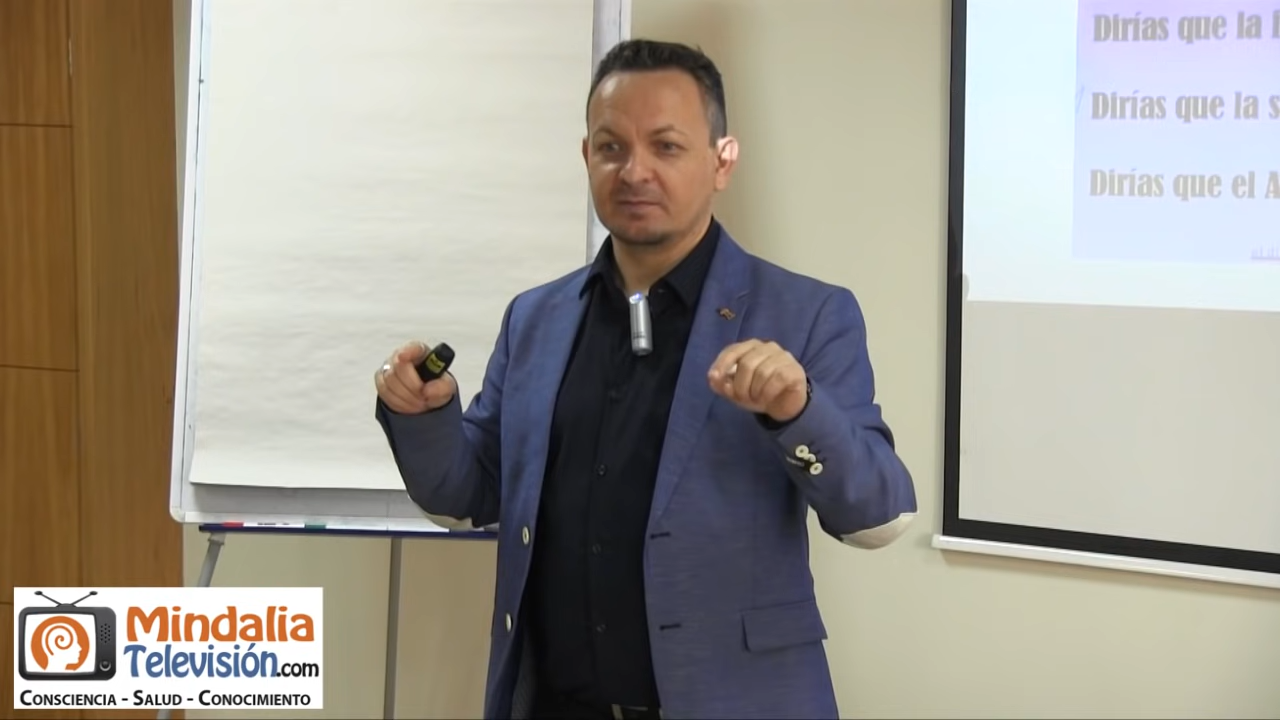 Dirías que la
Dirías que la s
Dirías que el A
Mindalia
Televisión.com
CONSCIENCIA - SALUD - CONOCIMIENTO